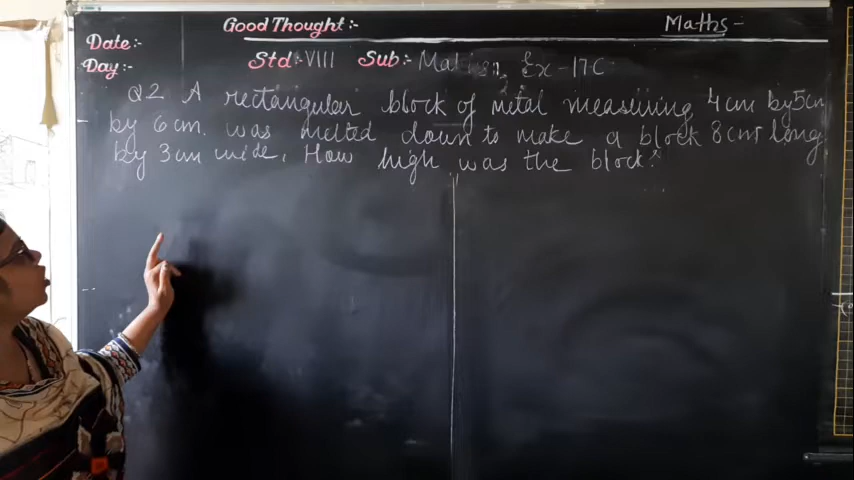 Good Thought:-
Maths-
Date:-
Day:-
Std:- VIII Sub:- Maths, Ex-17C
Q2 A rectangular block of metal measuring 4cm by 5cm
by 6cm. was melted down to make a block 8cm long
by 3cm wide. How high was the block?